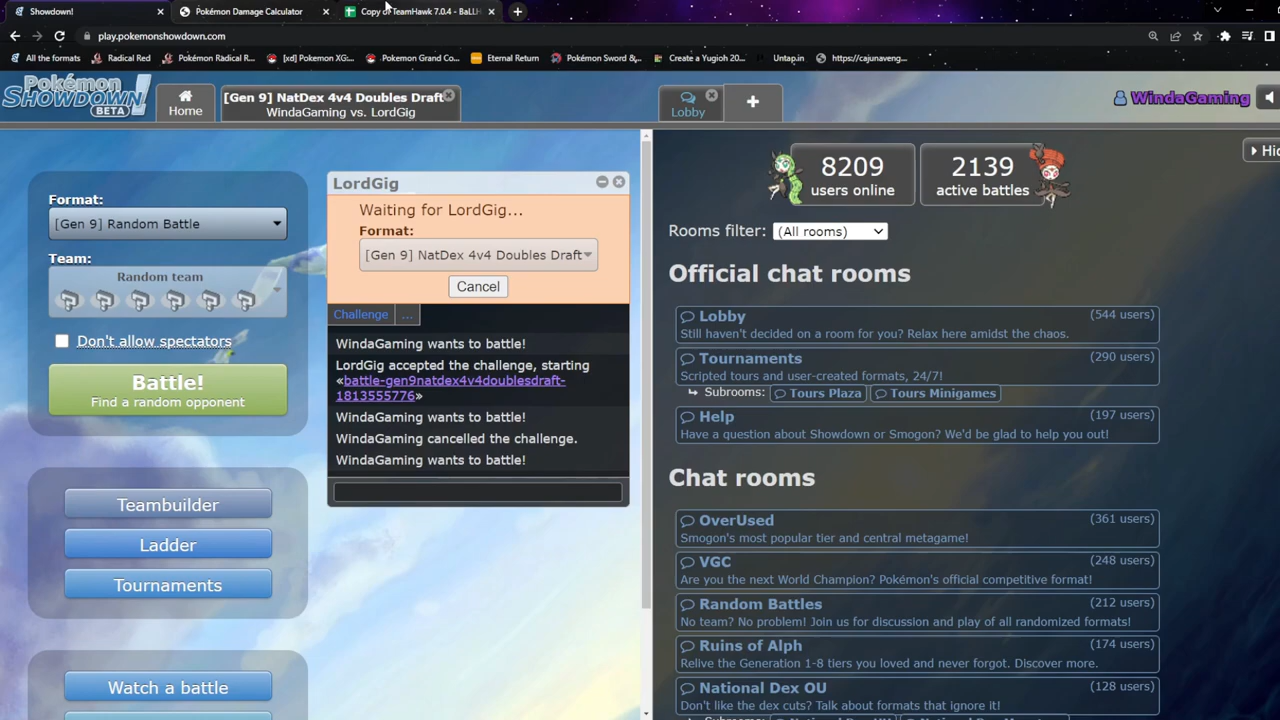 Showdown!
Pokémon Damage Calculator
Copy of TeamHawk 7.0.4 - BaLLH
play.pokemonshowdown.com
All the formats
Radical Red
Pokémon Radical R...
[xd] Pokemon XG:...
Pokemon Grand Co...
Eternal Return
Pokémon Sword &...
Create a Yugioh 20...
Untap.in
https://cajunaveng...
Pokémon
Showdown!
BETA
Home
[Gen 9] NatDex 4v4 Doubles Draft
WindaGaming vs. LordGig
Lobby
WindaGaming
Format:
[Gen 9] Random Battle
Team:
Random team
Don't allow spectators
Battle!
Find a random opponent
Teambuilder
Ladder
Tournaments
Watch a battle
LordGig
Waiting for LordGig...
Format:
[Gen 9] NatDex 4v4 Doubles Draft
Cancel
Challenge
...
WindaGaming wants to battle!
LordGig accepted the challenge, starting
«battle-gen9natdex4v4doublesdraft-
1813555776»
WindaGaming wants to battle!
WindaGaming cancelled the challenge.
WindaGaming wants to battle!
8209
users online
2139
active battles
Rooms filter: (All rooms)
Official chat rooms
Lobby (544 users)
Still haven't decided on a room for you? Relax here amidst the chaos.
Tournaments (290 users)
Scripted tours and user-created formats, 24/7!
Subrooms: Tours Plaza Tours Minigames
Help (197 users)
Have a question about Showdown or Smogon? We'd be glad to help you out!
Chat rooms
OverUsed (361 users)
Smogon's most popular tier and central metagame!
VGC (248 users)
Are you the next World Champion? Pokémon's official competitive format!
Random Battles (212 users)
No team? No problem! Join us for discussion and play of all randomized formats!
Ruins of Alph (174 users)
Relive the Generation 1-8 tiers you loved and never forgot. Discover more.
National Dex OU (128 users)
Don't like the dex cuts? Talk about formats that ignore it!